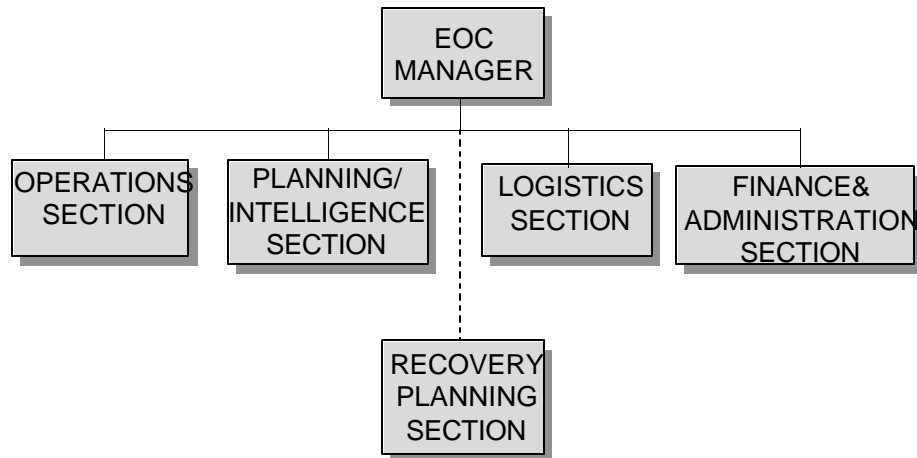 EOC
MANAGER
OPERATIONS
SECTION
PLANNING/
INTELLIGENCE
SECTION
LOGISTICS
SECTION
FINANCE&
ADMINISTRATION
SECTION
RECOVERY
PLANNING
SECTION